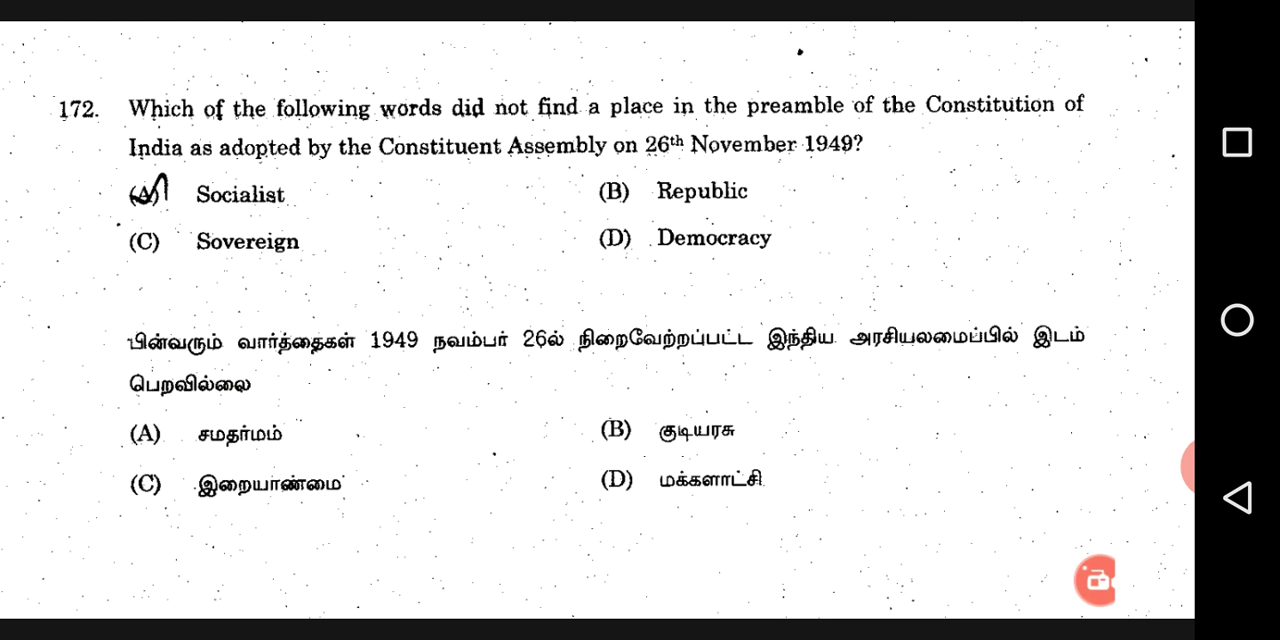 172. Which of the following words did not find a place in the preamble of the Constitution of
India as adopted by the Constituent Assembly on 26th November 1949?
(A) Socialist (B) Republic
(C) Sovereign (D) Democracy
பின்வரும் வார்த்தைகள் 1949 நவம்பர் 26ல் நிறைவேற்றப்பட்ட இந்திய அரசியலமைப்பில் இடம்
பெறவில்லை
(A) சமதர்மம் (B) குடியரசு
(C) இறையாண்மை (D) மக்களாட்சி